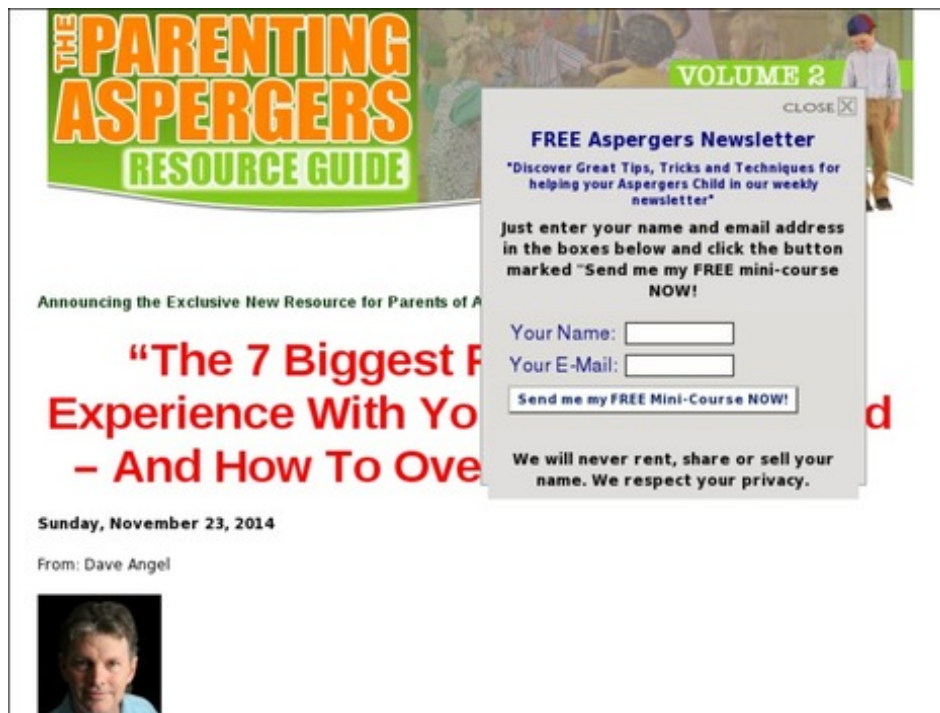 THE
PARENTING
ASPERGERS
RESOURCE GUIDE
VOLUME 2
CLOSE X
FREE Aspergers Newsletter
"Discover Great Tips, Tricks and Techniques for
helping your Aspergers Child in our weekly
newsletter"
Just enter your name and email address
in the boxes below and click the button
marked "Send me my FREE mini-course
NOW!
Your Name:
Your E-Mail:
Send me my FREE Mini-Course NOW!
We will never rent, share or sell your
name. We respect your privacy.
Announcing the Exclusive New Resource for Parents of
“The 7 Biggest
Experience With
– And How To
Sunday, November 23, 2014
From: Dave Angel